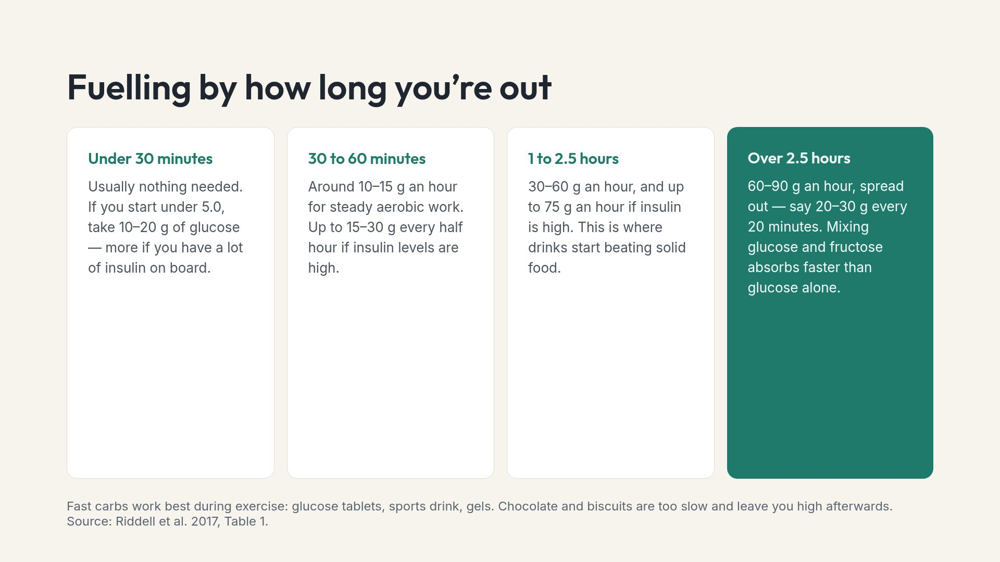 Fuelling by how long you’re out
Under 30 minutes
Usually nothing needed.
If you start under 5.0,
take 10–20 g of glucose
— more if you have a lot
of insulin on board.
30 to 60 minutes
Around 10–15 g an hour
for steady aerobic work.
Up to 15–30 g every half
hour if insulin levels are
high.
1 to 2.5 hours
30–60 g an hour, and up
to 75 g an hour if insulin
is high. This is where
drinks start beating solid
food.
Over 2.5 hours
60–90 g an hour, spread
out — say 20–30 g every
20 minutes. Mixing
glucose and fructose
absorbs faster than
glucose alone.
Fast carbs work best during exercise: glucose tablets, sports drink, gels. Chocolate and biscuits are too slow and leave you high afterwards.
Source: Riddell et al. 2017, Table 1.